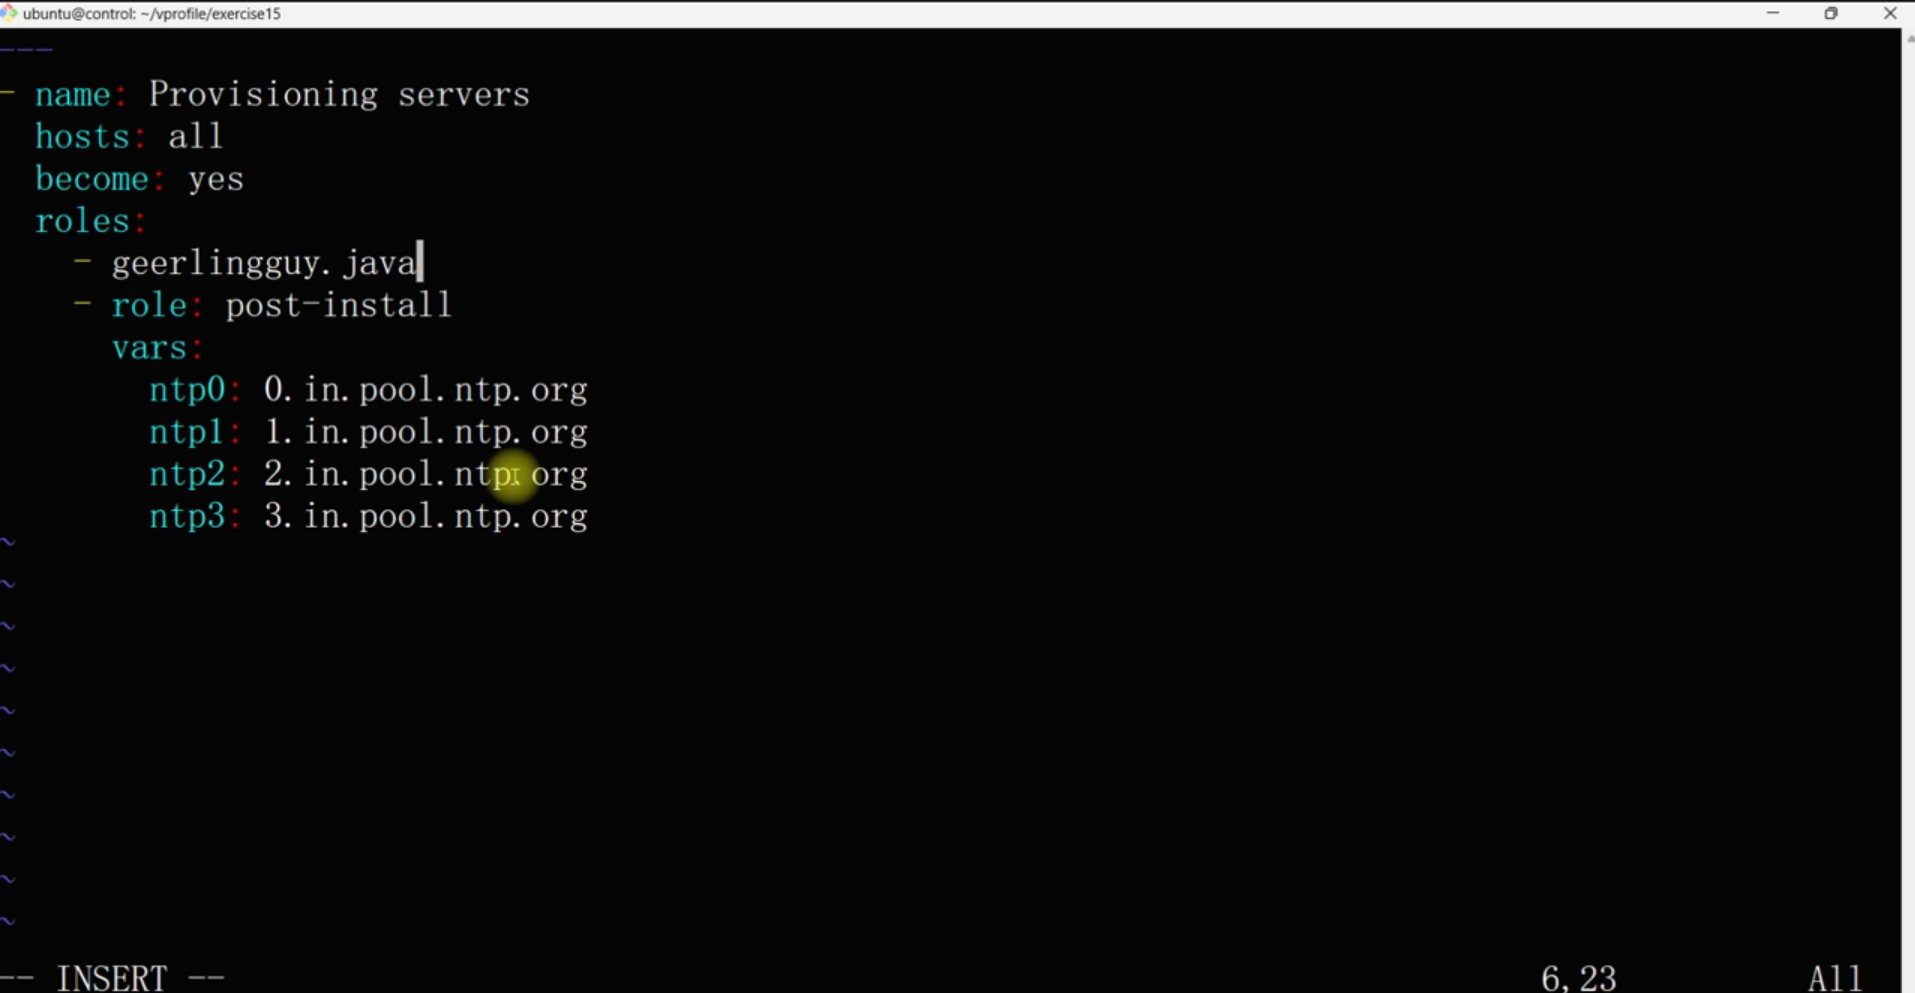 ubuntu@control: ~/vprofile/exercise15
---
- name: Provisioning servers
  hosts: all
  become: yes
  roles:
    - geerlingguy.java
    - role: post-install
      vars:
        ntp0: 0.in.pool.ntp.org
        ntp1: 1.in.pool.ntp.org
        ntp2: 2.in.pool.ntp.org
        ntp3: 3.in.pool.ntp.org
~
~
~
~
~
~
~
~
~
~
-- INSERT -- 6,23 All